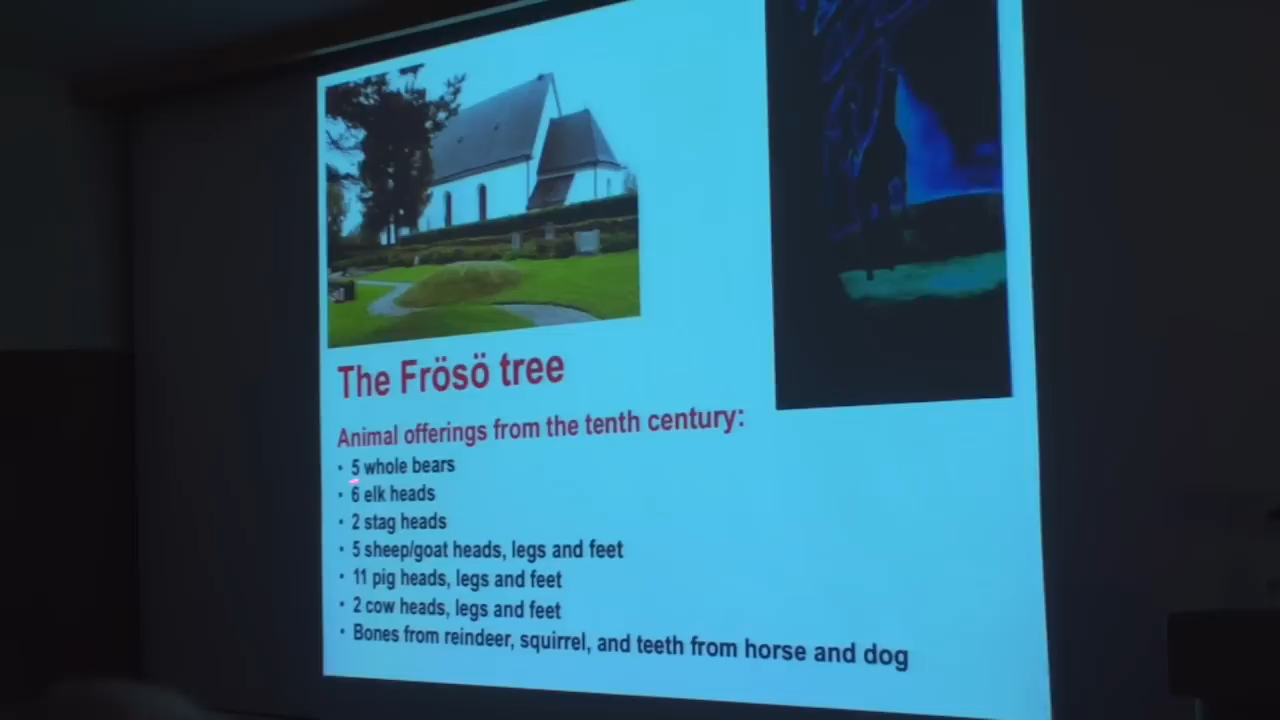 The Frösö tree
Animal offerings from the tenth century:
• 5 whole bears
• 6 elk heads
• 2 stag heads
• 5 sheep/goat heads, legs and feet
• 11 pig heads, legs and feet
• 2 cow heads, legs and feet
• Bones from reindeer, squirrel, and teeth from horse and dog